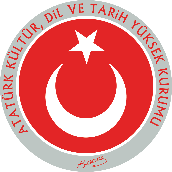 ATATÜRK KÜLTÜR, DİL VE TARİH YÜKSEK KURUMU